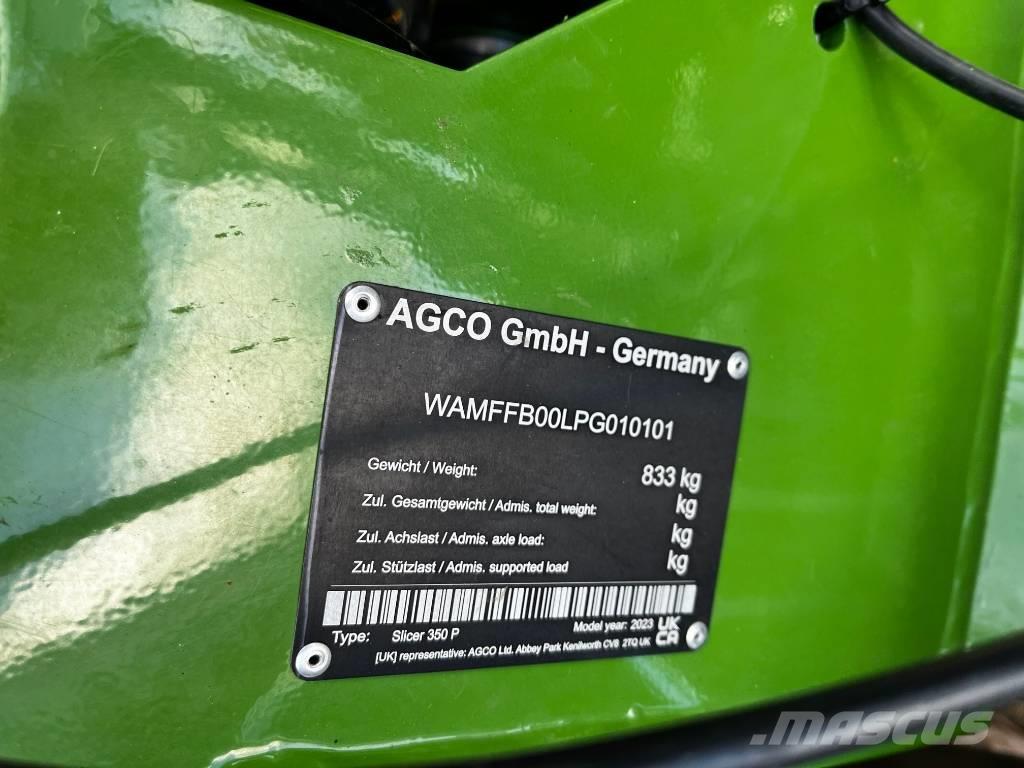 AGCO GmbH - Germany
WAMFFB00LPG010101
Gewicht / Weight: 833 kg
Zul. Gesamtgewicht / Admis. total weight: kg
Zul. Achslast / Admis. axle load: kg
Zul. Stützlast / Admis. supported load kg
Type: Slicer 350 P Model year: 2023 UK CA
[UK] representative: AGCO Ltd. Abbey Park Kenilworth CV8 2TQ UK
MASCUS